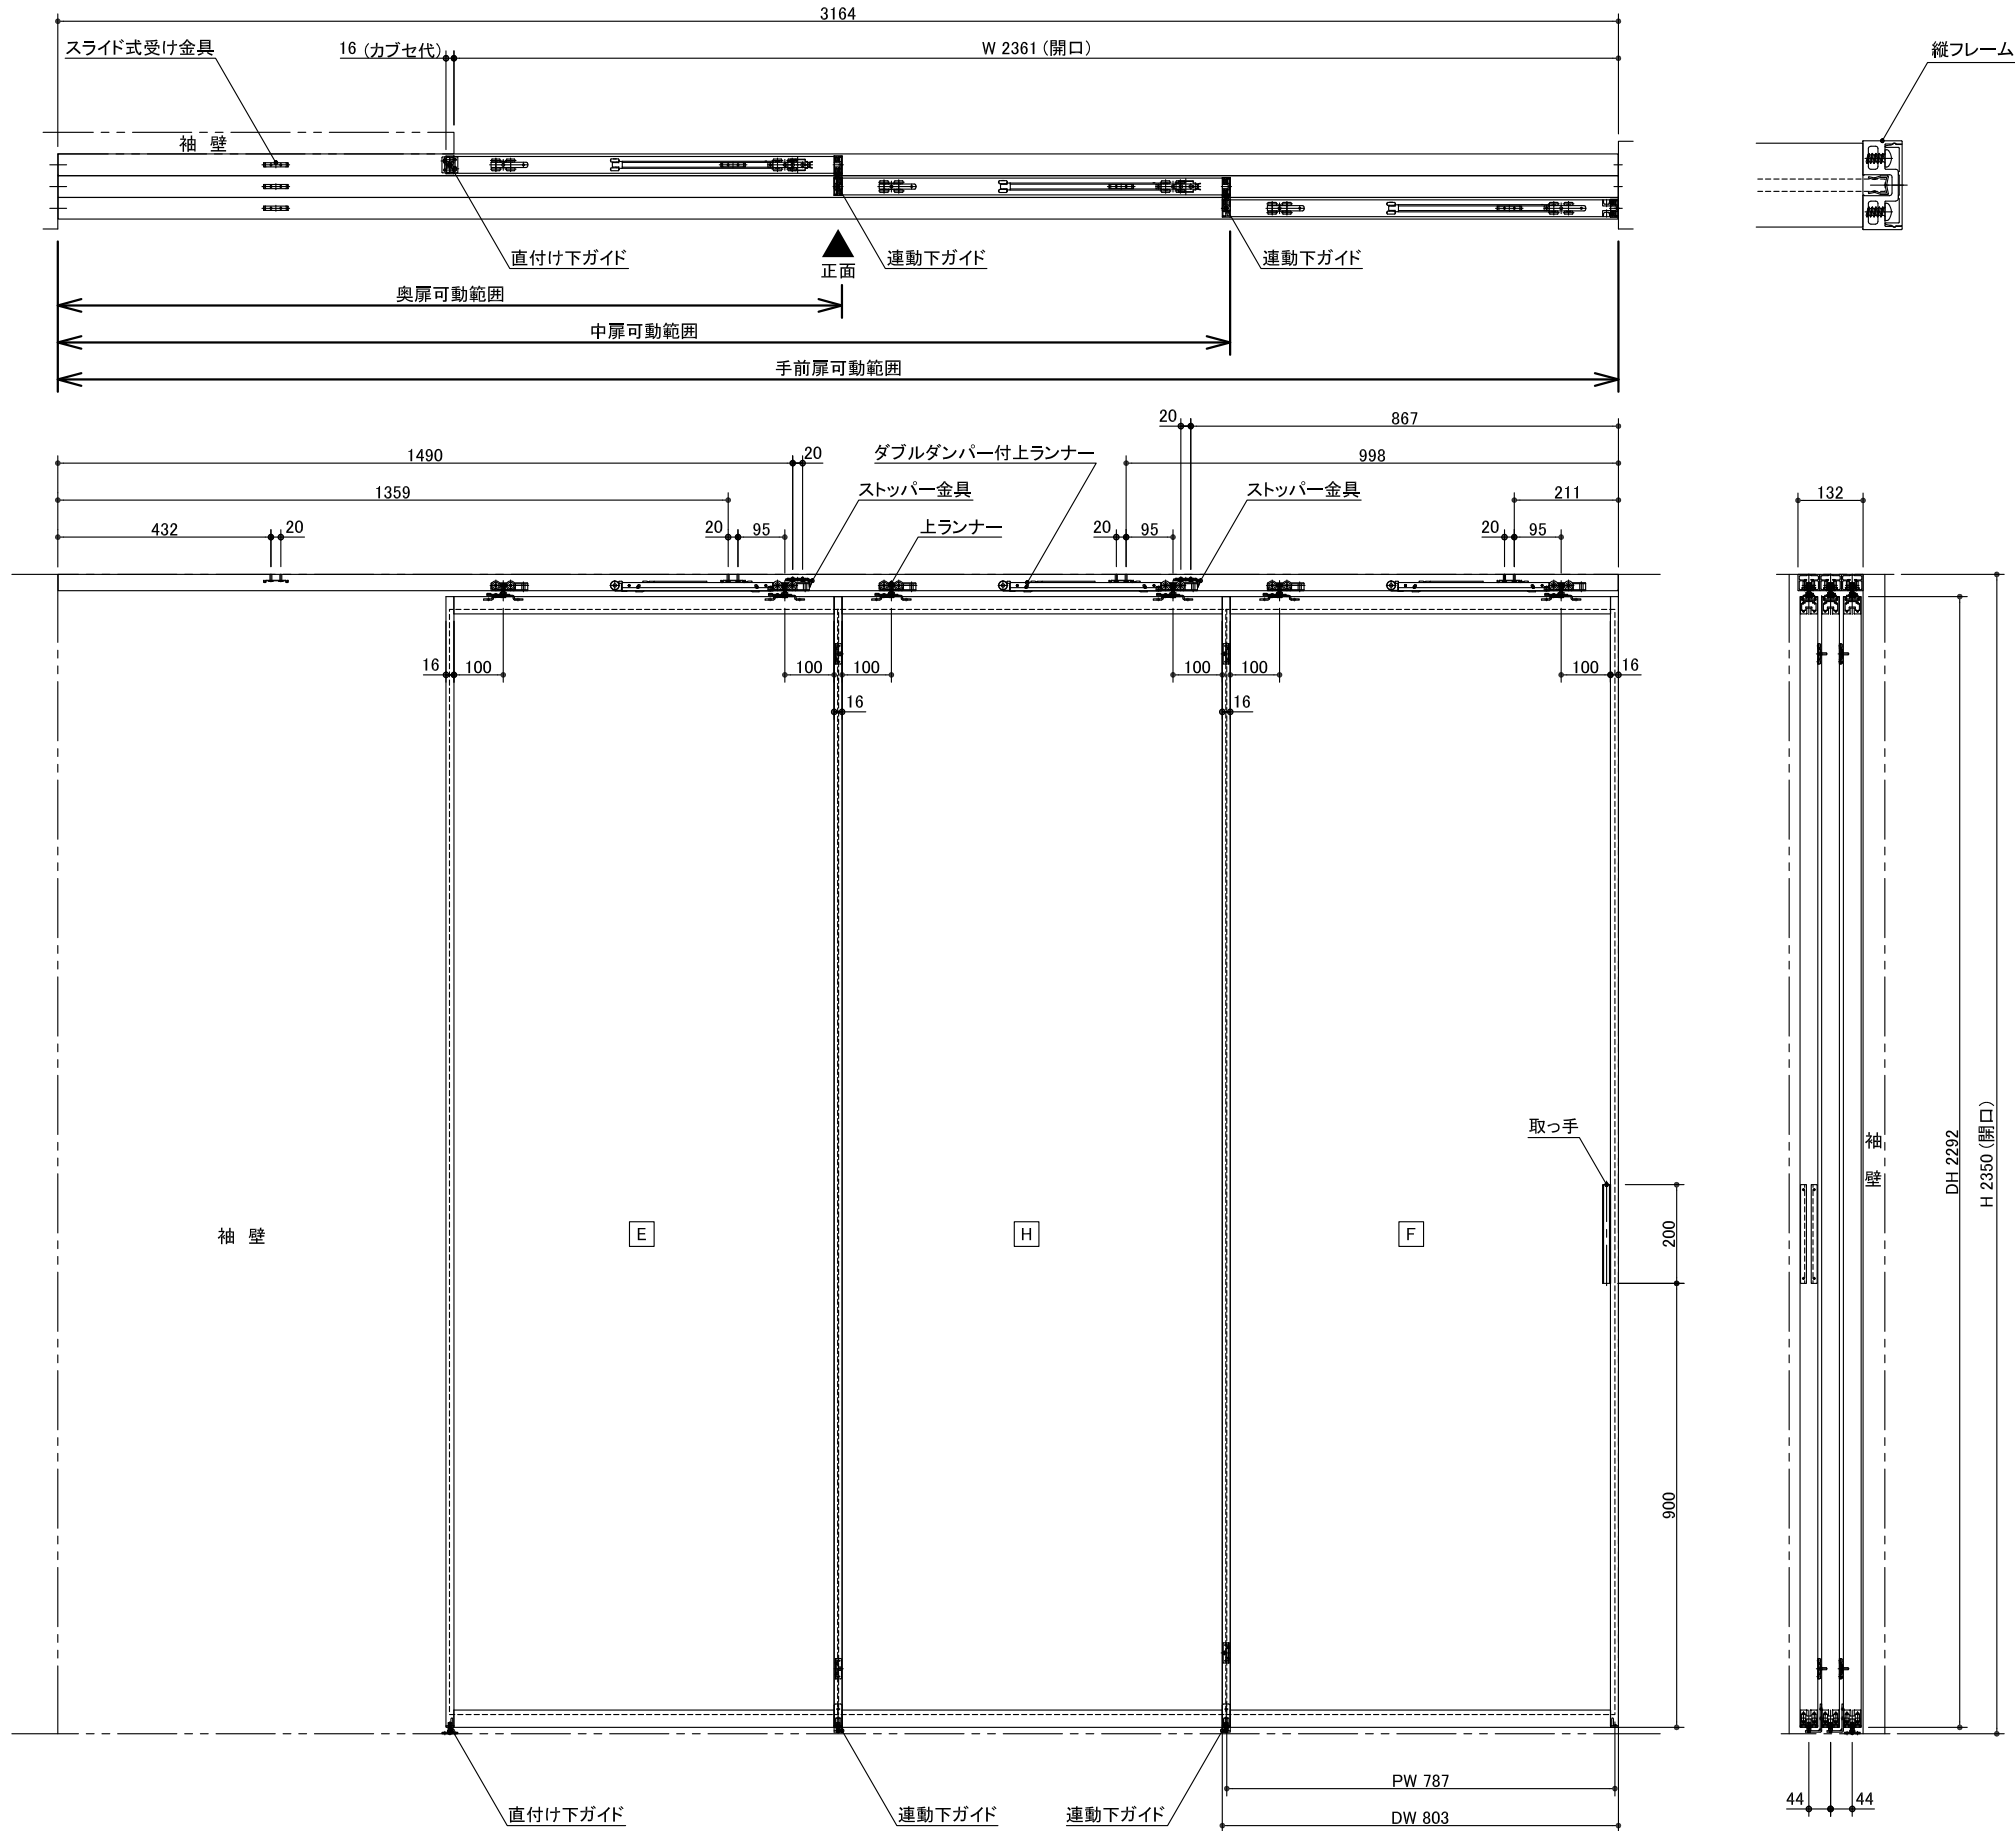 3164
スライド式受け金具
16 (カブセ代)
W 2361 (開口)
縦フレーム
袖 壁
直付け下ガイド
正面
連動下ガイド
連動下ガイド
奥扉可動範囲
中扉可動範囲
手前扉可動範囲
20
867
1490
20
ダブルダンパー付上ランナー
998
1359
ストッパー金具
ストッパー金具
211
132
432
20
20
95
上ランナー
20
95
20
95
16
100
100
100
100
100
100
16
16
16
取っ手
袖 壁
E
H
F
200
900
袖
壁
DH 2292
H 2350 (開口)
PW 787
DW 803
直付け下ガイド
連動下ガイド
連動下ガイド
44
44